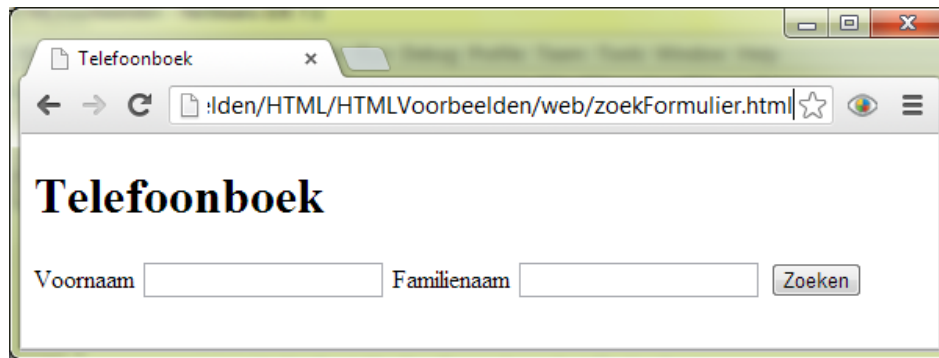 Telefoonboek
:lden/HTML/HTMLVoorbeelden/web/zoekFormulier.html
Telefoonboek
Voornaam Familienaam Zoeken